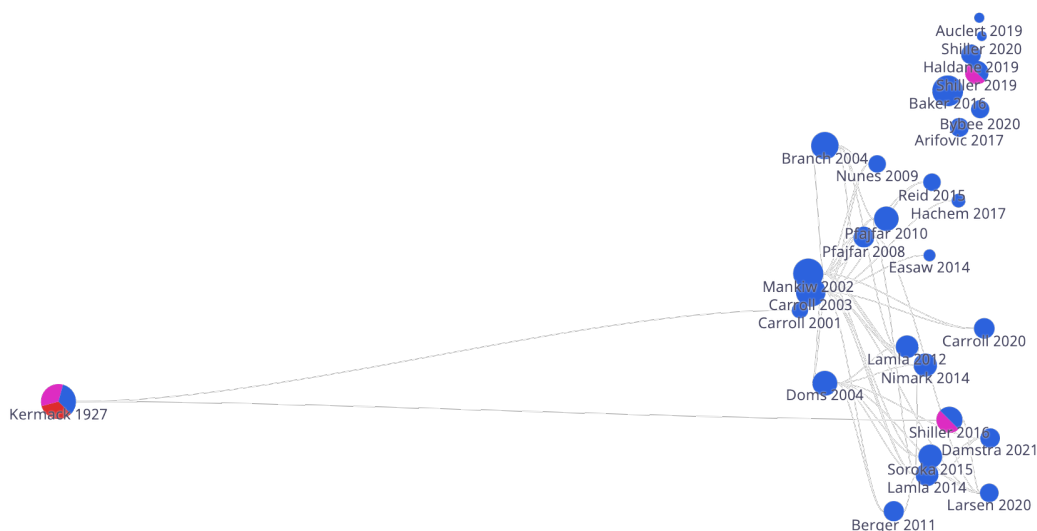 Auclert 2019
Shiller 2020
Haldane 2019
Shiller 2019
Baker 2016
Bybee 2020
Arifovic 2017
Branch 2004
Nunes 2009
Reid 2015
Hachem 2017
Pfajfar 2010
Pfajfar 2008
Easaw 2014
Mankiw 2002
Carroll 2003
Carroll 2001
Carroll 2020
Lamla 2012
Nimark 2014
Doms 2004
Kermack 1927
Shiller 2016
Damstra 2021
Soroka 2015
Lamla 2014
Larsen 2020
Berger 2011